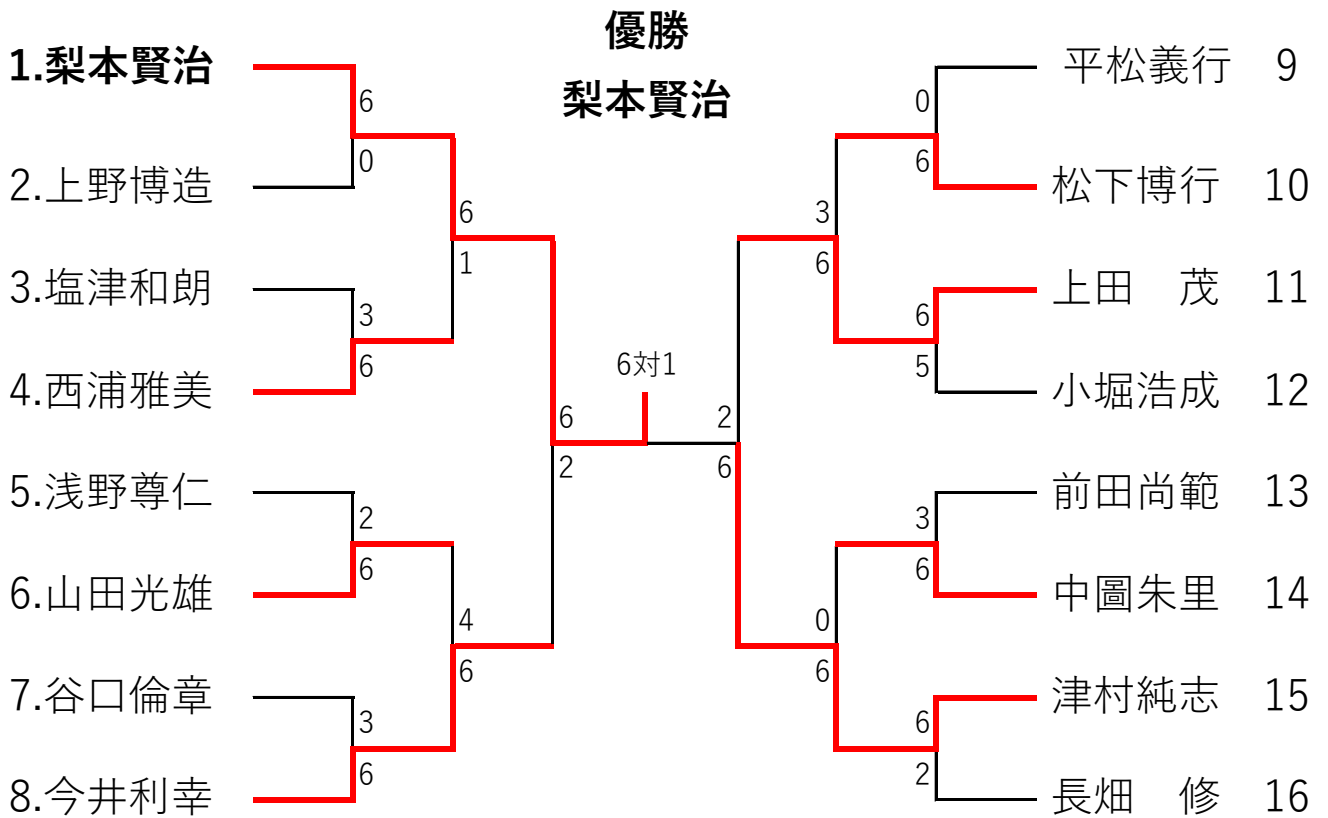 優勝
梨本賢治
1.梨本賢治
6
0
2.上野博造
6
1
3.塩津和朗
3
6
4.西浦雅美
6
2
5.浅野尊仁
2
6
6.山田光雄
4
6
7.谷口倫章
3
6
8.今井利幸
6対1
平松義行 9
0
6
松下博行 10
3
6
上田　茂 11
6
5
小堀浩成 12
2
6
前田尚範 13
3
6
中圖朱里 14
0
6
津村純志 15
6
2
長畑　修 16